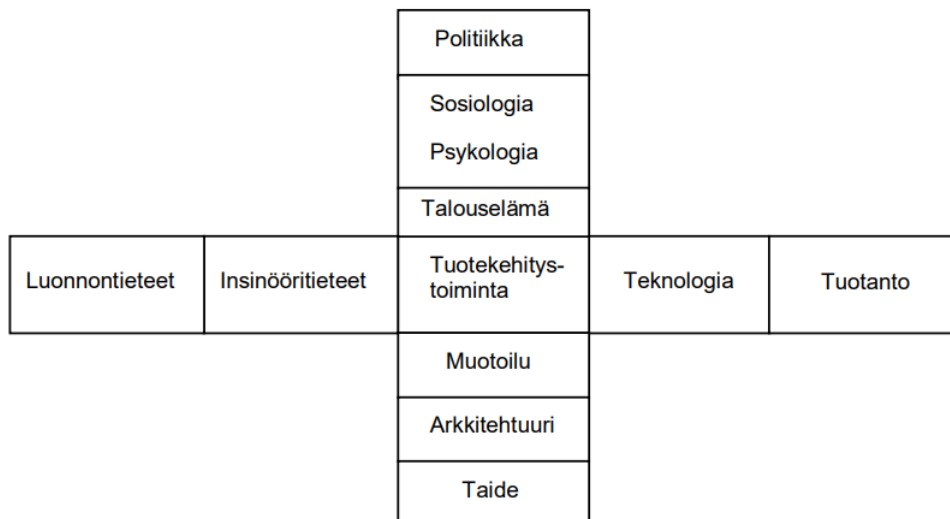 Politiikka
Sosiologia
Psykologia
Talouselämä
Luonnontieteet Insinööritieteet Tuotekehitys-
toiminta Teknologia Tuotanto
Muotoilu
Arkkitehtuuri
Taide